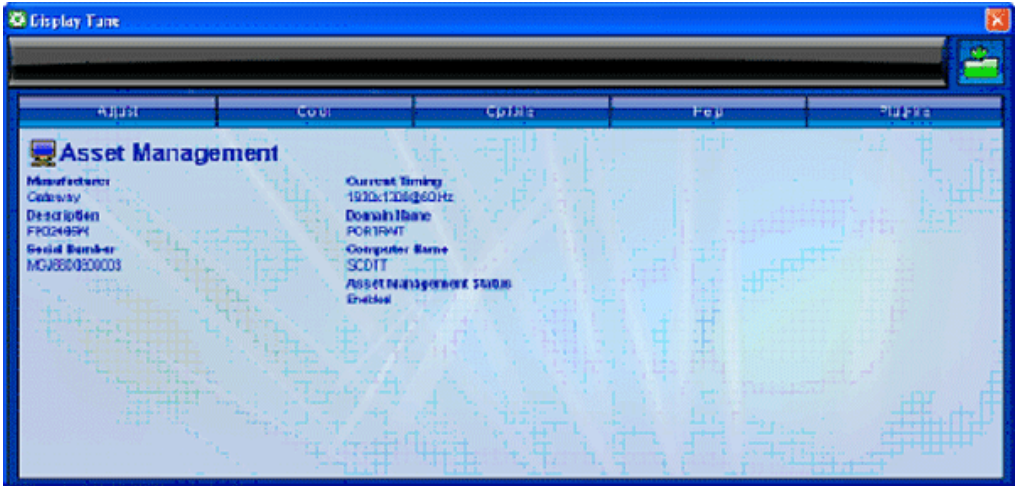 Display Tune
Adjust
Color
Options
Help
Plug-ins
Asset Management
Manufacturer
Gateway
Description
Serial Number
Current Timing
Domain Name
PORTRAIT
Computer Name
SCOTT
Asset Management Status
Enabled